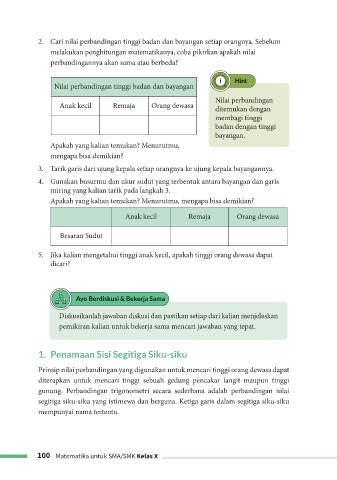 2. Cari nilai perbandingan tinggi badan dan bayangan setiap orangnya. Sebelum
melakukan penghitungan matematikanya, coba pikirkan apakah nilai
perbandingannya akan sama atau berbeda?
Nilai perbandingan tinggi badan dan bayangan
Anak kecil Remaja Orang dewasa
i Hint
Nilai perbandingan
ditemukan dengan
membagi tinggi
badan dengan tinggi
bayangan.
Apakah yang kalian temukan? Menurutmu,
mengapa bisa demikian?
3. Tarik garis dari ujung kepala setiap orangnya ke ujung kepala bayangannya.
4. Gunakan busurmu dan ukur sudut yang terbentuk antara bayangan dan garis
miring yang kalian tarik pada langkah 3.
Apakah yang kalian temukan? Menurutmu, mengapa bisa demikian?
Anak kecil Remaja Orang dewasa
Besaran Sudut
5. Jika kalian mengetahui tinggi anak kecil, apakah tinggi orang dewasa dapat
dicari?
Ayo Berdiskusi & Bekerja Sama
Diskusikanlah jawaban diskusi dan pastikan setiap dari kalian menjelaskan
pemikiran kalian untuk bekerja sama mencari jawaban yang tepat.
1. Penamaan Sisi Segitiga Siku-siku
Prinsip nilai perbandingan yang digunakan untuk mencari tinggi orang dewasa dapat
diterapkan untuk mencari tinggi sebuah gedung pencakar langit maupun tinggi
gunung. Perbandingan trigonometri secara sederhana adalah perbandingan nilai
segitiga siku-siku yang istimewa dan berguna. Ketiga garis dalam segitiga siku-siku
mempunyai nama tertentu.
100 Matematika untuk SMA/SMK Kelas X